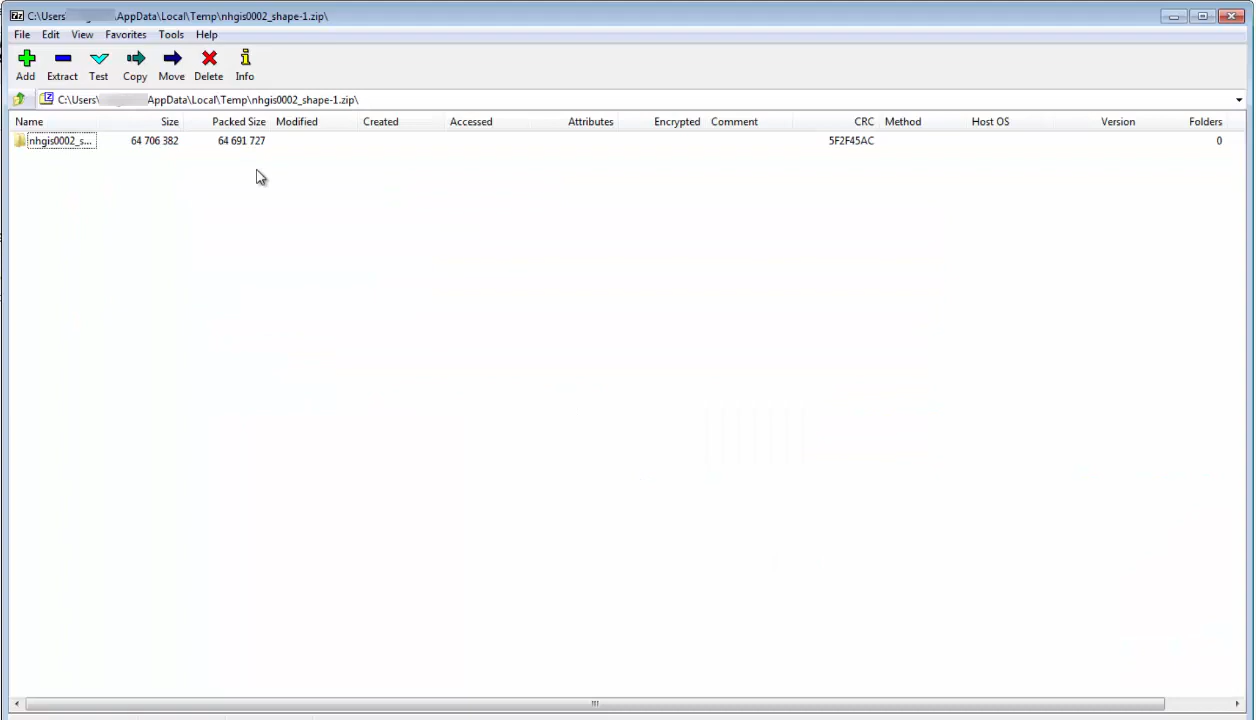 C:\Users\ AppData\Local\Temp\nhgis0002_shape-1.zip\
File Edit View Favorites Tools Help
Add Extract Test Copy Move Delete Info
C:\Users\ AppData\Local\Temp\nhgis0002_shape-1.zip\
Name Size Packed Size Modified Created Accessed Attributes Encrypted Comment CRC Method Host OS Version Folders
nhgis0002_s... 64 706 382 64 691 727 5F2F45AC 0